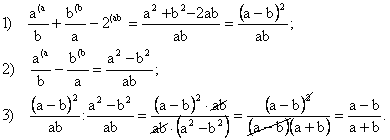 1) a^{(a}/b + b^{(b}/a − 2^{(ab} = (a² + b² − 2ab)/ab = (a − b)²/ab;
2) a^{(a}/b − b^{(b}/a = (a² − b²)/ab;
3) (a − b)²/ab : (a² − b²)/ab = ((a − b)² · ab)/(ab · (a² − b²)) = (a − b)²/((a − b)(a + b)) = (a − b)/(a + b).